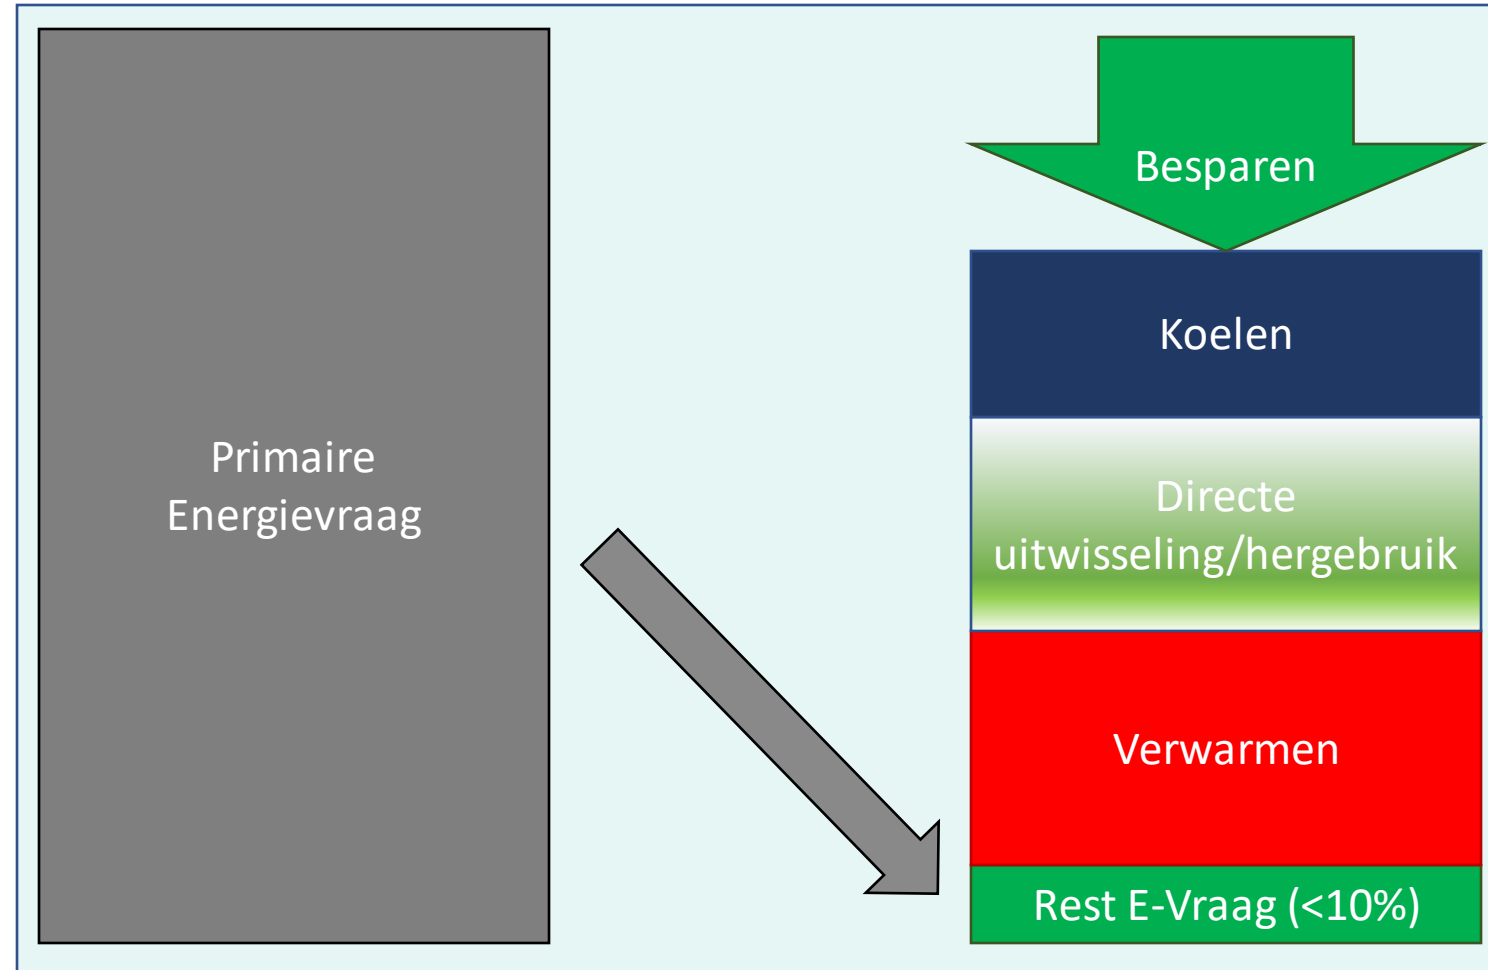 Primaire
Energievraag
Besparen
Koelen
Directe
uitwisseling/hergebruik
Verwarmen
Rest E-Vraag (<10%)